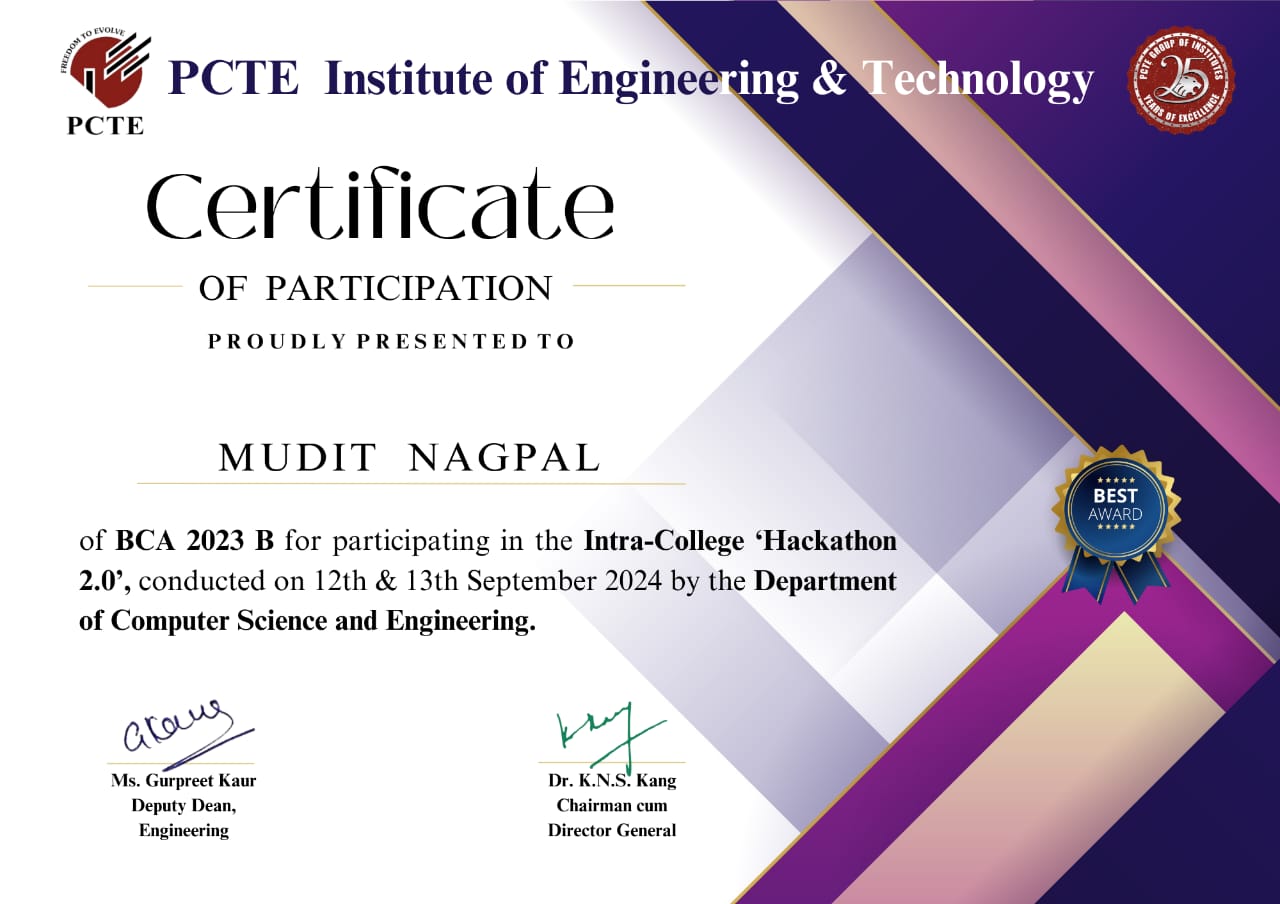 FREEDOM TO EVOLVE
PCTE
PCTE Institute of Engineering & Technology
PCTE GROUP OF INSTITUTES
25
YEARS OF EXCELLENCE
Certificate
OF PARTICIPATION
PROUDLY PRESENTED TO
MUDIT NAGPAL
of BCA 2023 B for participating in the Intra-College ‘Hackathon
2.0’, conducted on 12th & 13th September 2024 by the Department
of Computer Science and Engineering.
BEST
AWARD
GKaur
Ms. Gurpreet Kaur
Deputy Dean,
Engineering
KKang
Dr. K.N.S. Kang
Chairman cum
Director General